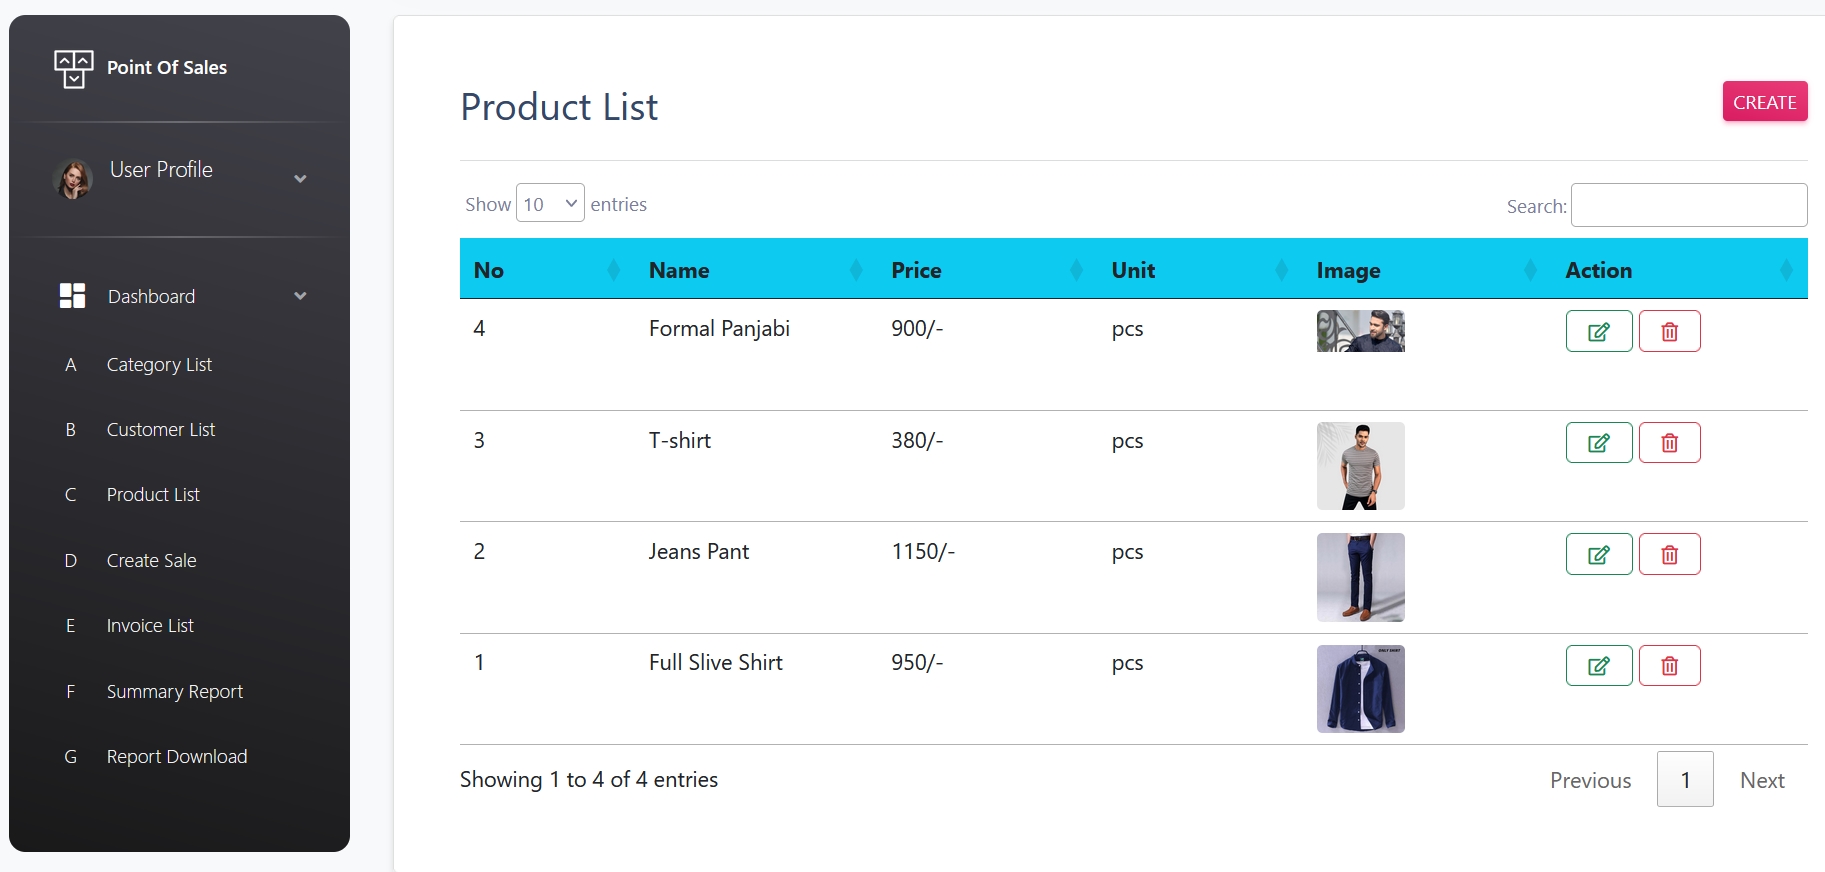 Point Of Sales
User Profile
Dashboard
A Category List
B Customer List
C Product List
D Create Sale
E Invoice List
F Summary Report
G Report Download
Product List
CREATE
Show 10 entries
Search:
No Name Price Unit Image Action
4 Formal Panjabi 900/- pcs
3 T-shirt 380/- pcs
2 Jeans Pant 1150/- pcs
1 Full Slive Shirt 950/- pcs
ONLY SHIRT
Showing 1 to 4 of 4 entries
Previous 1 Next